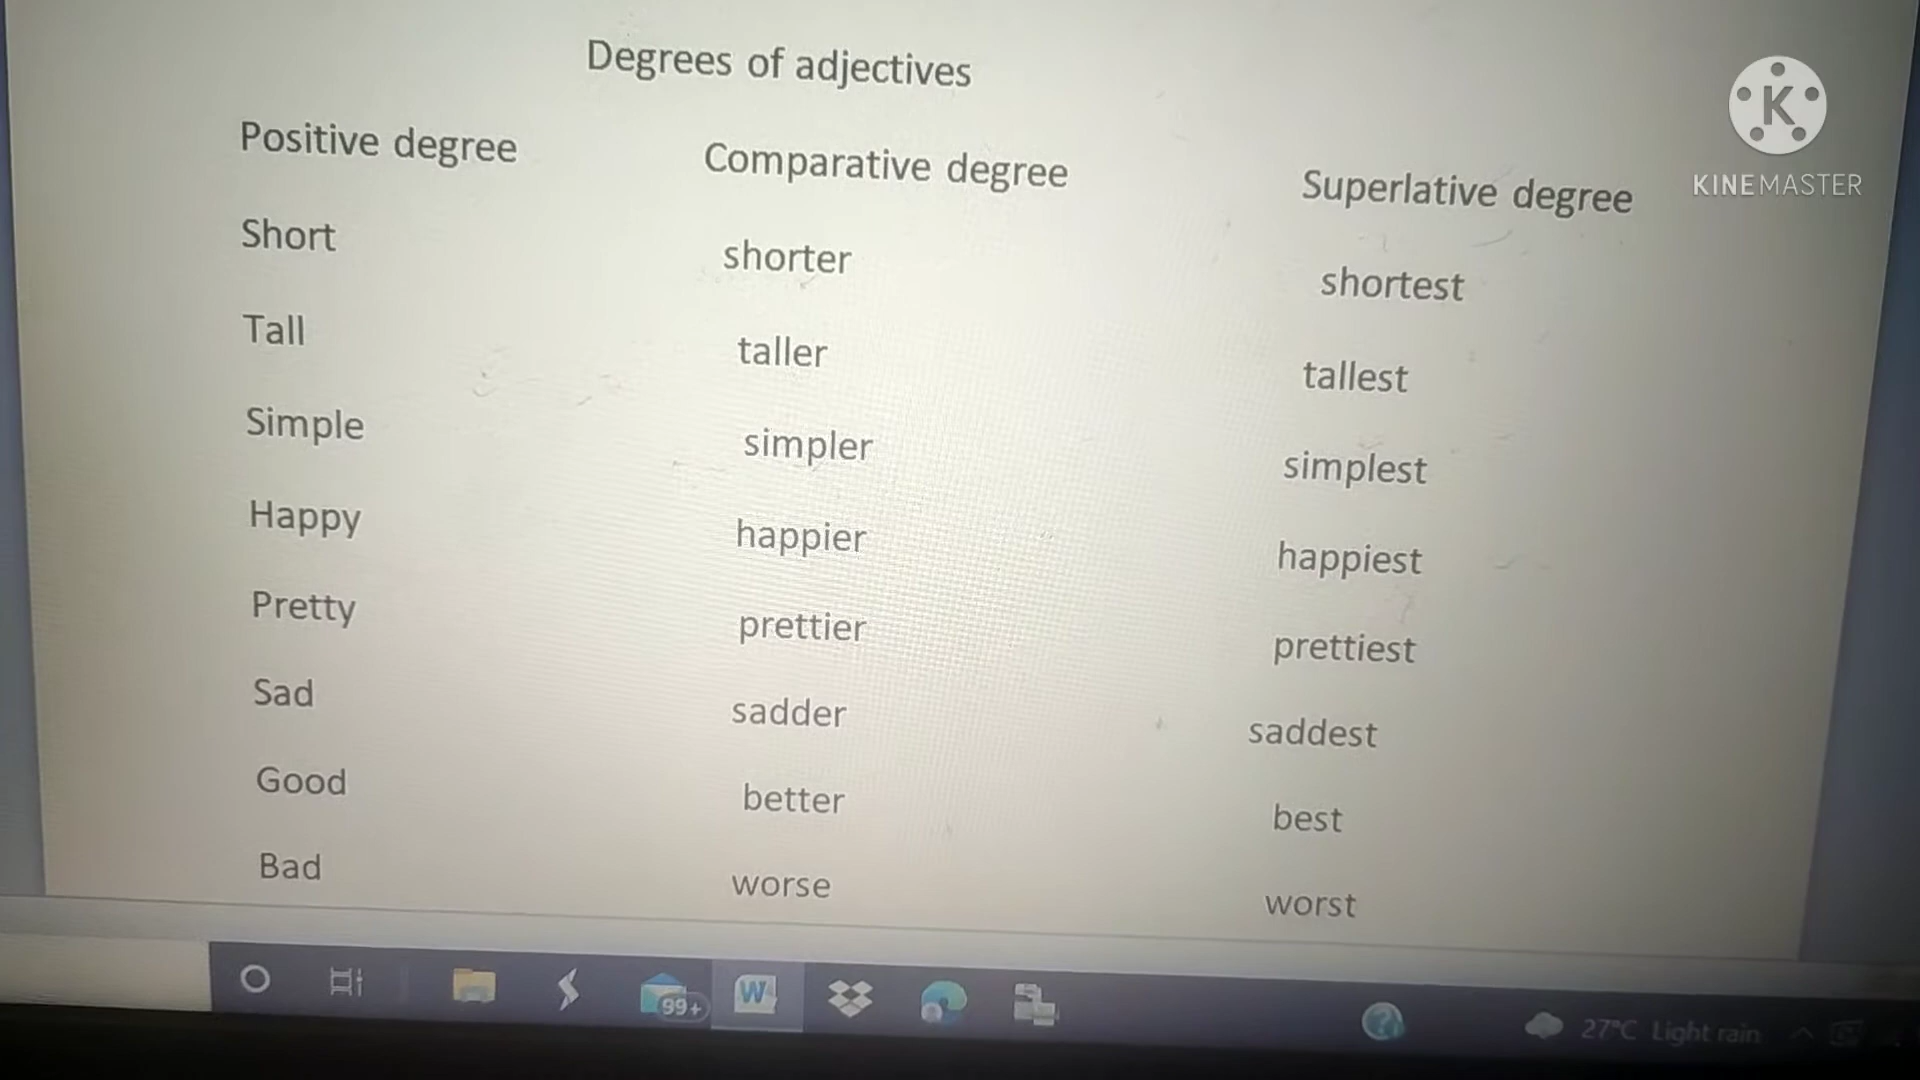 Degrees of adjectives
Positive degree Comparative degree Superlative degree
Short shorter shortest
Tall taller tallest
Simple simpler simplest
Happy happier happiest
Pretty prettier prettiest
Sad sadder saddest
Good better best
Bad worse worst
K
KINEMASTER
99+
W
?
27°C Light rain